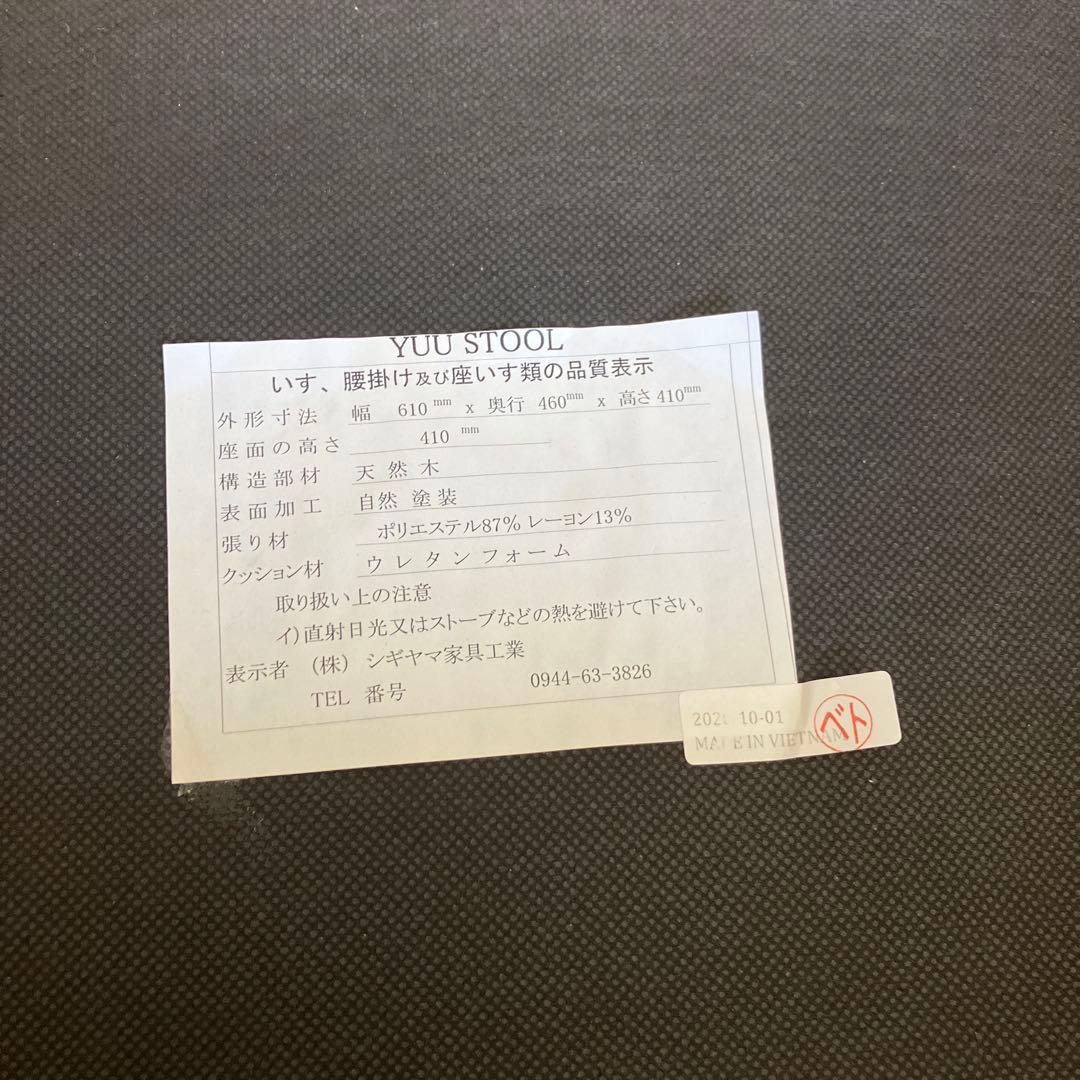 YUU STOOL
いす、腰掛け及び座いす類の品質表示
外形寸法 幅 610 mm x 奥行 460mm x 高さ 410mm
座面の高さ 410 mm
構造部材 天然木
表面加工 自然 塗装
張り材 ポリエステル87% レーヨン13%
クッション材 ウレタンフォーム
取り扱い上の注意
イ)直射日光又はストーブなどの熱を避けて下さい。
表示者 (株) シギヤマ家具工業
TEL 番号 0944-63-3826
10-01
MADE IN VIETNAM
ベト